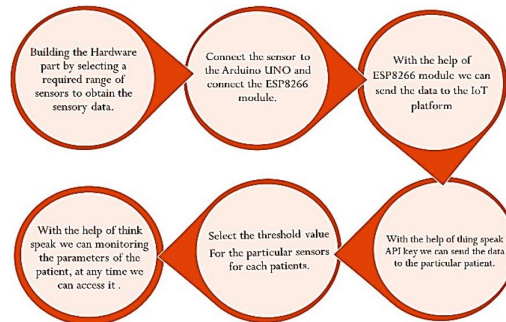 Building the Hardware
part by selecting a
required range of
sensors to obtain the
sensory data.
Connect the sensor to
the Arduino UNO and
connect the ESP8266
module.
With the help of
ESP8266 module we can
send the data to the IoT
platform
With the help of thing speak
API key we can send the data
to the particular patient.
Select the threshold value
For the particular sensors
for each patients.
With the help of think
speak we can monitoring
the parameters of the
patient, at any time we
can access it .